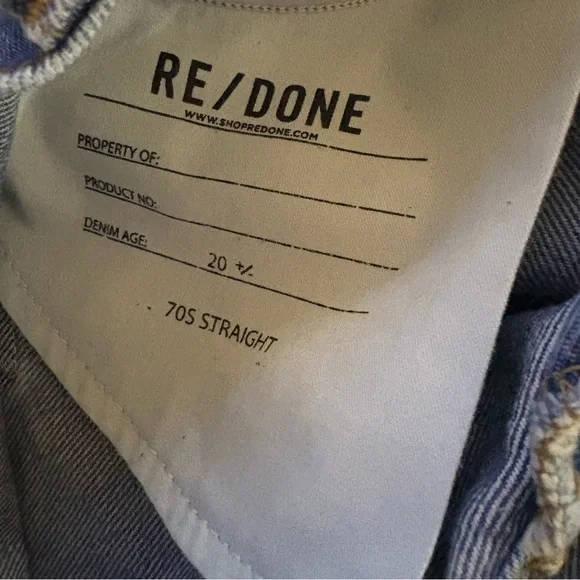 RE/DONE
WWW.SHOPREDONE.COM
PROPERTY OF:
PRODUCT NO:
DENIM AGE: 20 +/-
70S STRAIGHT